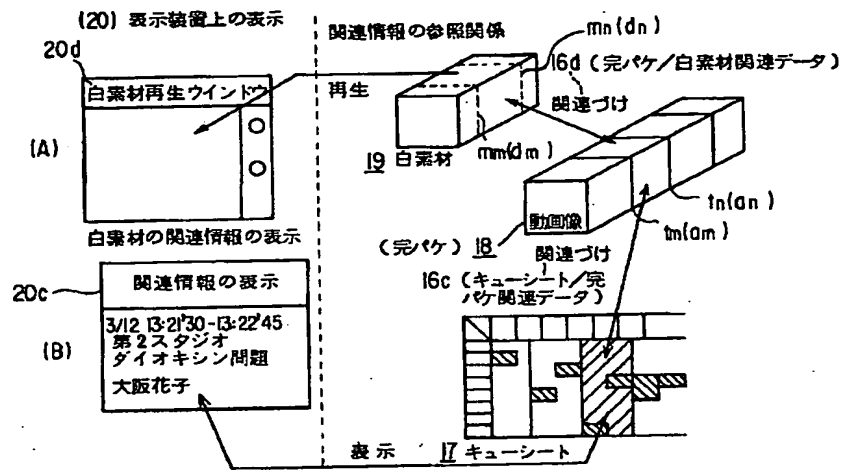 (20) 表示装置上の表示
20d
白素材再生ウインドウ
(A)
白素材の関連情報の表示
20c
関連情報の表示
(B)
3/12 13:21'30-13:22'45
第2スタジオ
ダイオキシン問題
大阪花子
関連情報の参照関係
mn(dn)
16d (完パケ/白素材関連データ)
再生
関連づけ
19 白素材
mm(dm)
tn(an)
動画像
tm(am)
(完パケ) 18
関連づけ
16c (キューシート/完
パケ関連データ)
表示 17 キューシート